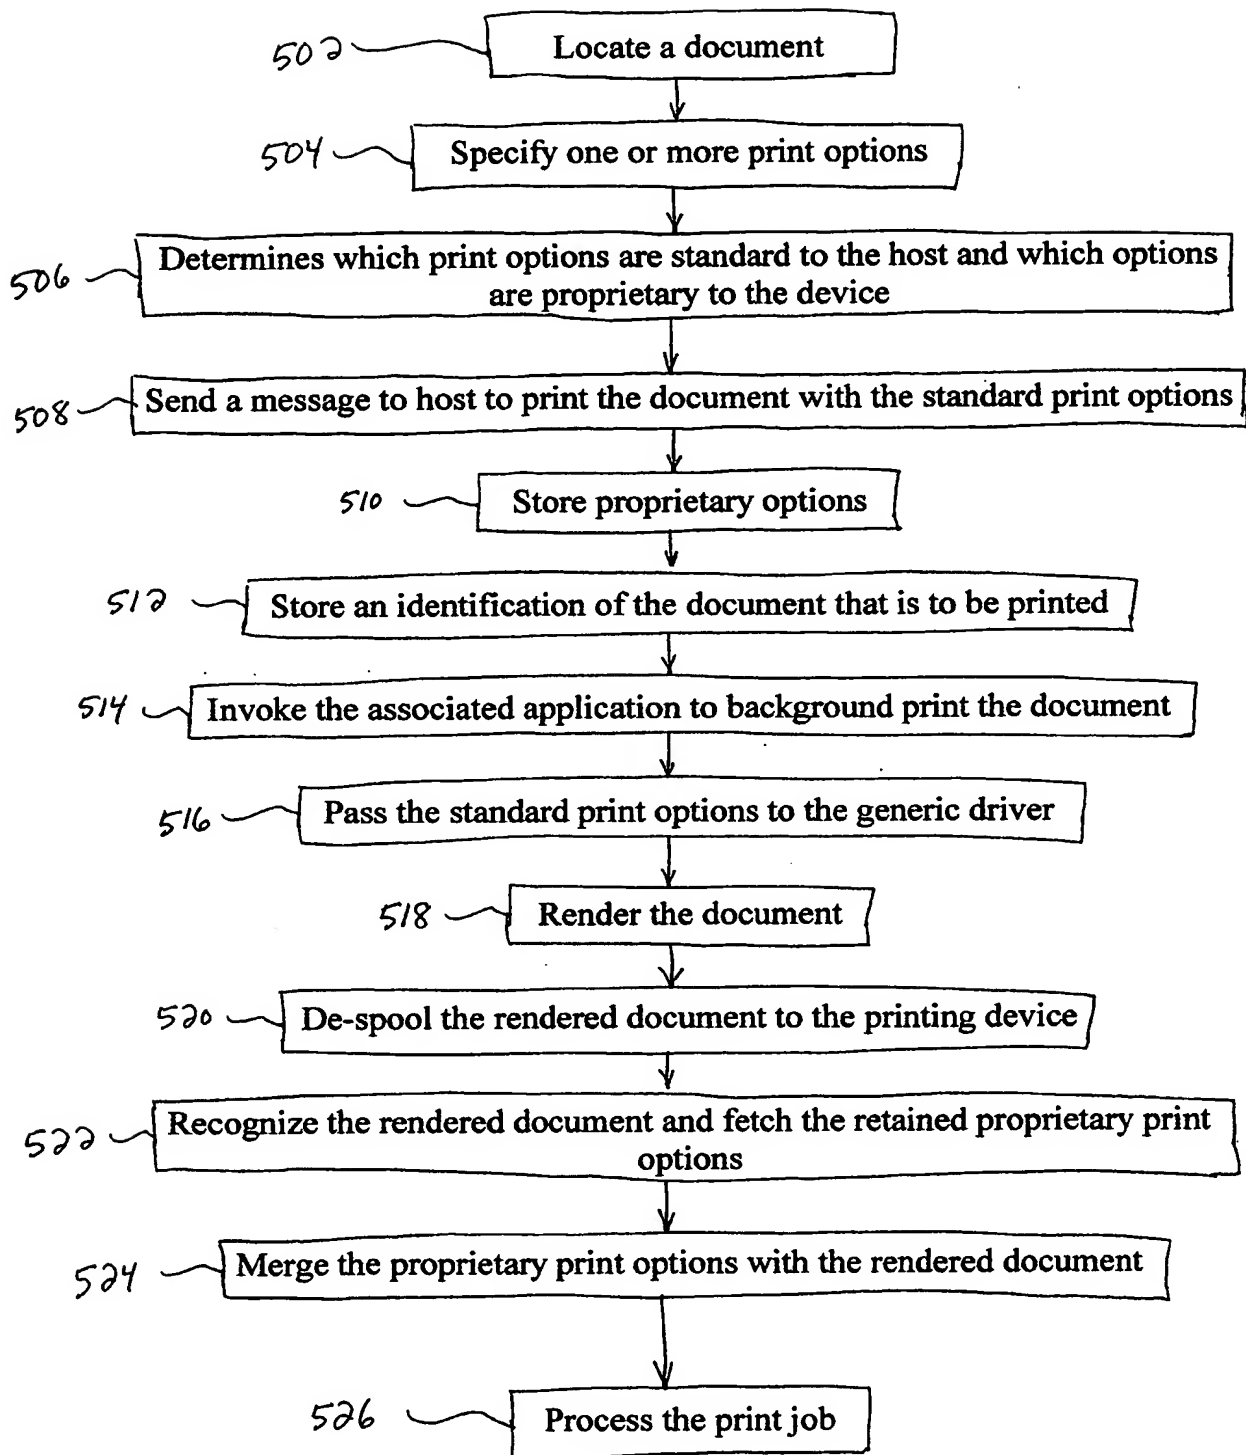 502 Locate a document
504 Specify one or more print options
506 Determines which print options are standard to the host and which options
are proprietary to the device
508 Send a message to host to print the document with the standard print options
510 Store proprietary options
512 Store an identification of the document that is to be printed
514 Invoke the associated application to background print the document
516 Pass the standard print options to the generic driver
518 Render the document
520 De-spool the rendered document to the printing device
522 Recognize the rendered document and fetch the retained proprietary print
options
524 Merge the proprietary print options with the rendered document
526 Process the print job